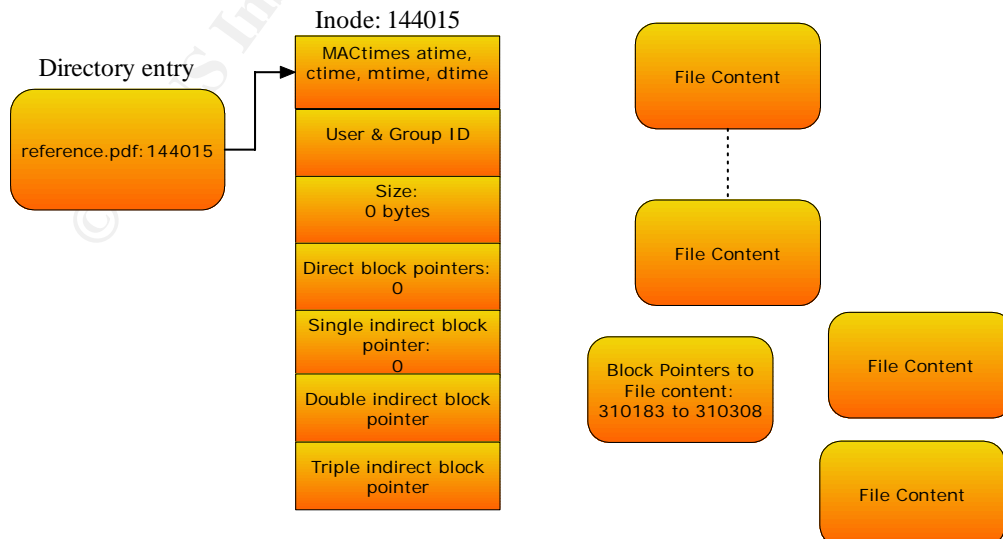 Inode: 144015
Directory entry
reference.pdf:144015
MACtimes atime,
ctime, mtime, dtime
User & Group ID
Size:
0 bytes
Direct block pointers:
0
Single indirect block
pointer:
0
Double indirect block
pointer
Triple indirect block
pointer
File Content
File Content
Block Pointers to
File content:
310183 to 310308
File Content
File Content